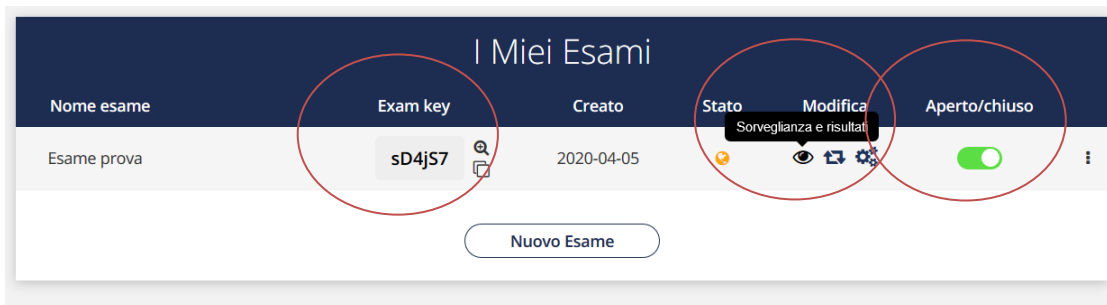 I Miei Esami
Nome esame Exam key Creato Stato Modifica Aperto/chiuso
Sorveglianza e risultati
Esame prova sD4jS7 2020-04-05
Nuovo Esame